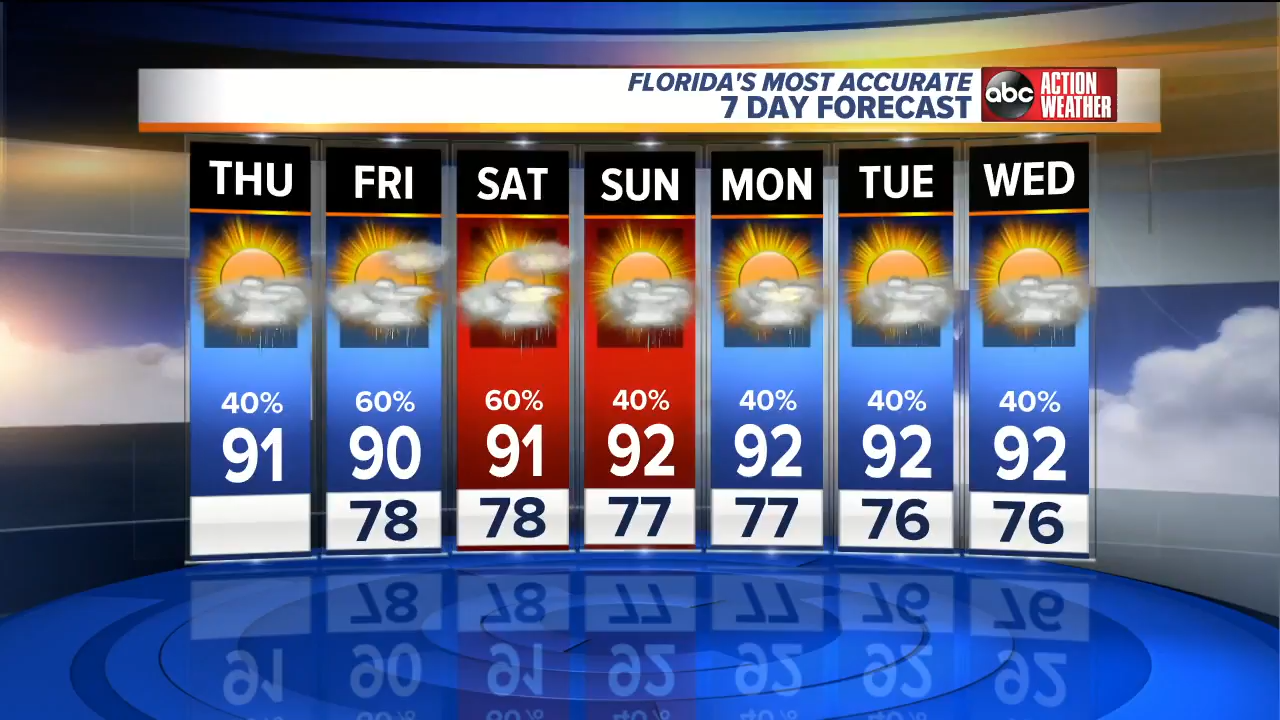 FLORIDA'S MOST ACCURATE
7 DAY FORECAST
abc
ACTION
WEATHER
THU FRI SAT SUN MON TUE WED
40% 60% 60% 40% 40% 40% 40%
91 90 91 92 92 92 92
78 78 77 77 76 76